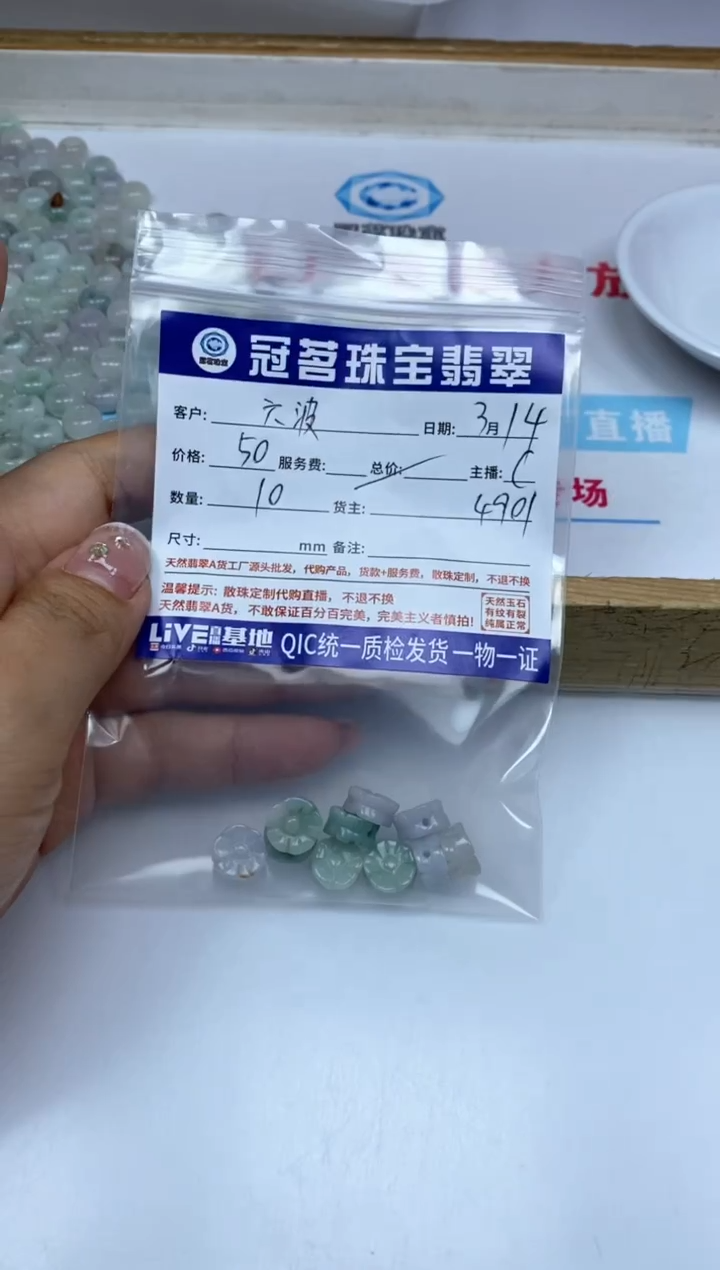 冠茗珠宝翡翠
客户: 六波 日期: 3月14
价格: 50 服务费: 总价: 主播: C
数量: 10 货主: 4901
尺寸: mm 备注:
天然翡翠A货工厂源头批发，代购产品，货款+服务费，散珠定制，不退不换
温馨提示: 散珠定制代购直播，不退不换
天然翡翠A货，不敢保证百分百完美，完美主义者慎拍!
天然玉石
有纹有裂
纯属正常
LiVE直播基地 QIC统一质检发货 一物一证
直播
场